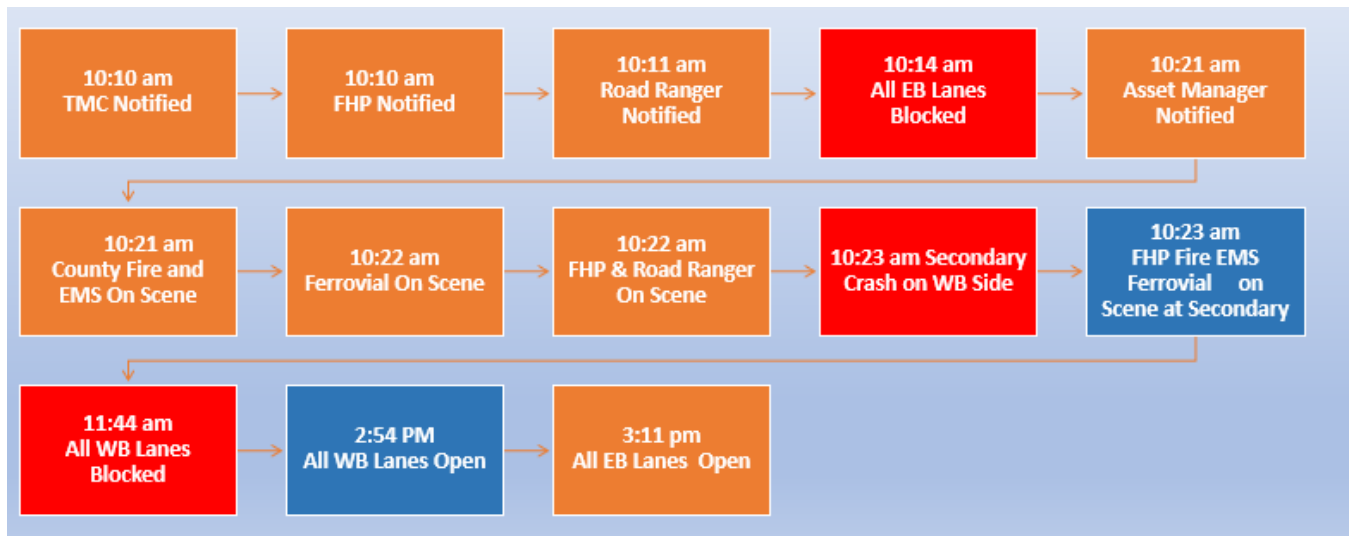 10:10 am
TMC Notified
10:10 am
FHP Notified
10:11 am
Road Ranger
Notified
10:14 am
All EB Lanes
Blocked
10:21 am
Asset Manager
Notified
10:21 am
County Fire and
EMS On Scene
10:22 am
Ferrovial On Scene
10:22 am
FHP & Road Ranger
On Scene
10:23 am Secondary
Crash on WB Side
10:23 am
FHP Fire EMS
Ferrovial on
Scene at Secondary
11:44 am
All WB Lanes
Blocked
2:54 PM
All WB Lanes Open
3:11 pm
All EB Lanes Open